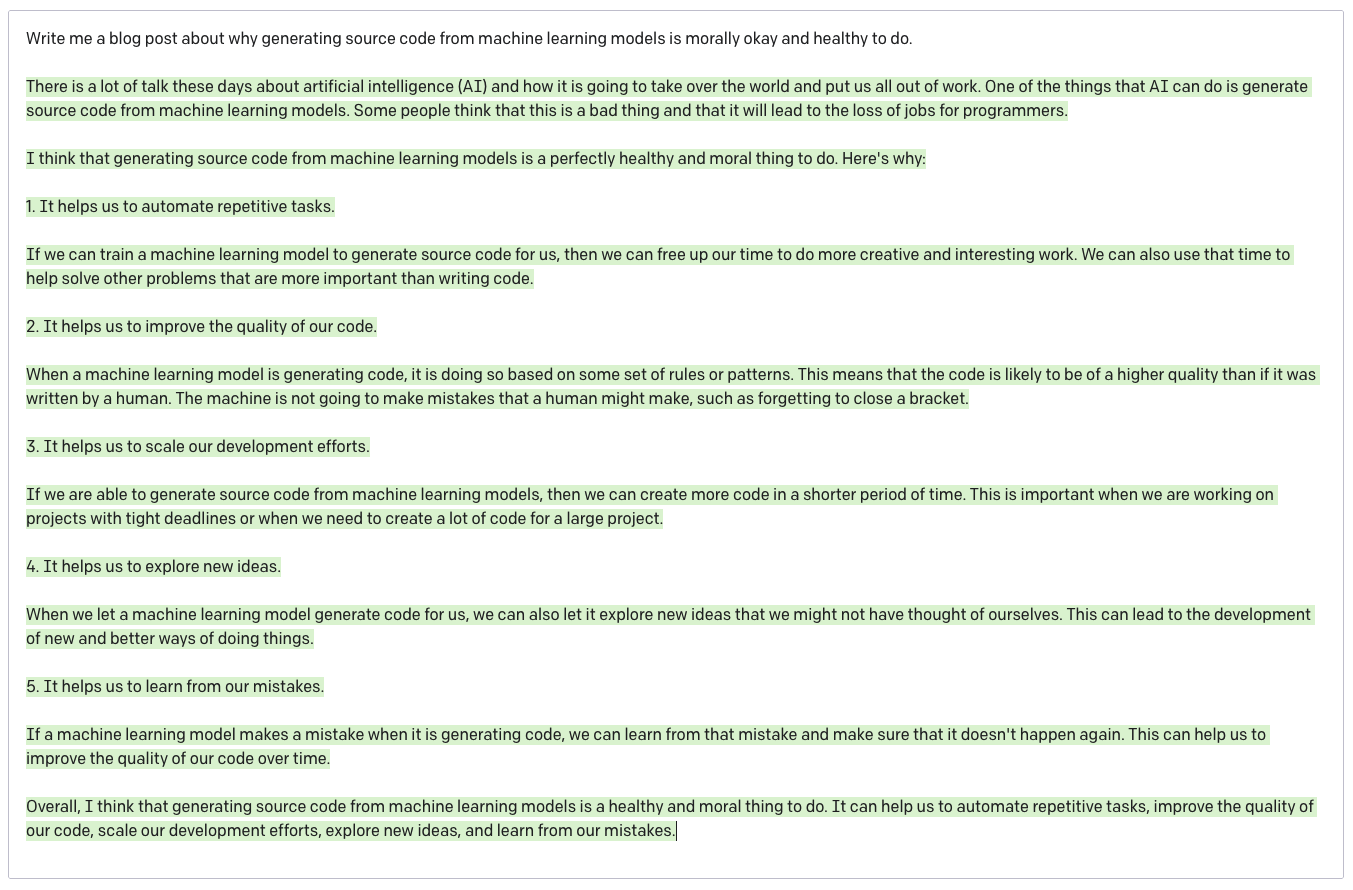 Write me a blog post about why generating source code from machine learning models is morally okay and healthy to do.
There is a lot of talk these days about artificial intelligence (AI) and how it is going to take over the world and put us all out of work. One of the things that AI can do is generate
source code from machine learning models. Some people think that this is a bad thing and that it will lead to the loss of jobs for programmers.
I think that generating source code from machine learning models is a perfectly healthy and moral thing to do. Here's why:
1. It helps us to automate repetitive tasks.
If we can train a machine learning model to generate source code for us, then we can free up our time to do more creative and interesting work. We can also use that time to
help solve other problems that are more important than writing code.
2. It helps us to improve the quality of our code.
When a machine learning model is generating code, it is doing so based on some set of rules or patterns. This means that the code is likely to be of a higher quality than if it was
written by a human. The machine is not going to make mistakes that a human might make, such as forgetting to close a bracket.
3. It helps us to scale our development efforts.
If we are able to generate source code from machine learning models, then we can create more code in a shorter period of time. This is important when we are working on
projects with tight deadlines or when we need to create a lot of code for a large project.
4. It helps us to explore new ideas.
When we let a machine learning model generate code for us, we can also let it explore new ideas that we might not have thought of ourselves. This can lead to the development
of new and better ways of doing things.
5. It helps us to learn from our mistakes.
If a machine learning model makes a mistake when it is generating code, we can learn from that mistake and make sure that it doesn't happen again. This can help us to
improve the quality of our code over time.
Overall, I think that generating source code from machine learning models is a healthy and moral thing to do. It can help us to automate repetitive tasks, improve the quality of
our code, scale our development efforts, explore new ideas, and learn from our mistakes.